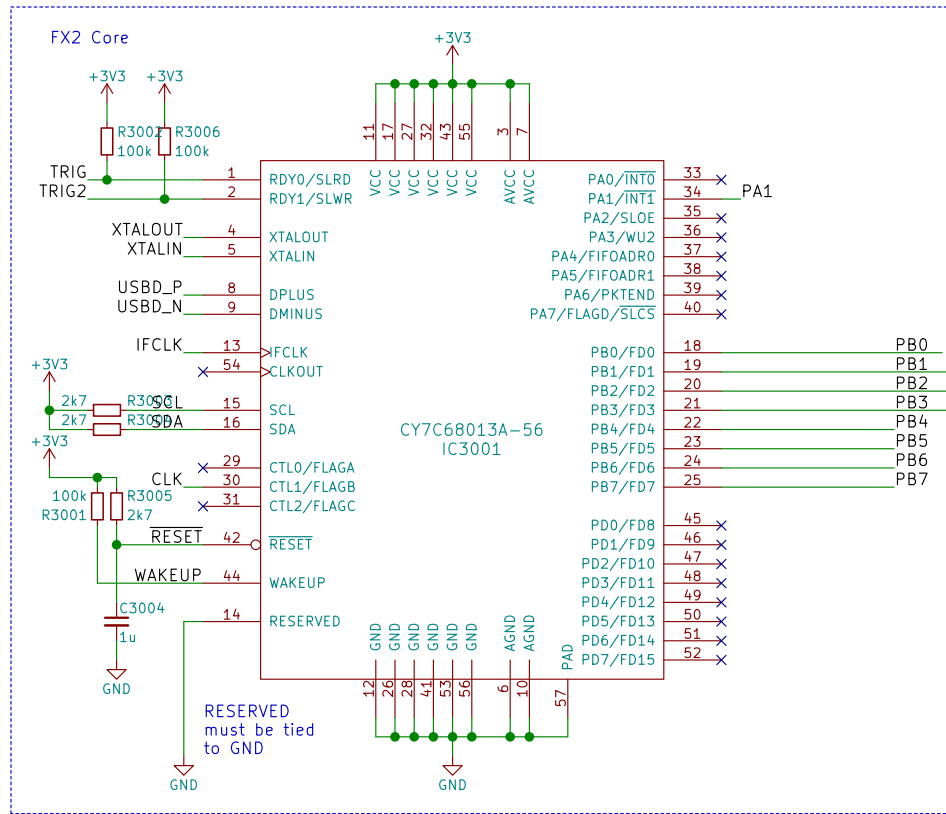 FX2 Core
+3V3
+3V3
+3V3
R3002
100k
R3006
100k
11
17
27
32
43
55
3
7
VCC
VCC
VCC
VCC
VCC
VCC
AVCC
AVCC
TRIG 1 RDY0/SLRD
TRIG2 2 RDY1/SLWR
XTALOUT 4 XTALOUT
XTALIN 5 XTALIN
USBD_P 8 DPLUS
USBD_N 9 DMINUS
IFCLK 13 IFCLK
54 CLKOUT
+3V3
2k7
SCL 15 SCL
2k7
SDA 16 SDA
+3V3
29 CTL0/FLAGA
CLK 30 CTL1/FLAGB
31 CTL2/FLAGC
100k
R3001
R3005
2k7
RESET 42 RESET
WAKEUP 44 WAKEUP
C3004
1u
GND
14 RESERVED
CY7C68013A-56
IC3001
PA0/INT0 33
PA1/INT1 34 PA1
PA2/SLOE 35
PA3/WU2 36
PA4/FIFOADR0 37
PA5/FIFOADR1 38
PA6/PKTEND 39
PA7/FLAGD/SLCS 40
PB0/FD0 18 PB0
PB1/FD1 19 PB1
PB2/FD2 20 PB2
PB3/FD3 21 PB3
PB4/FD4 22 PB4
PB5/FD5 23 PB5
PB6/FD6 24 PB6
PB7/FD7 25 PB7
PD0/FD8 45
PD1/FD9 46
PD2/FD10 47
PD3/FD11 48
PD4/FD12 49
PD5/FD13 50
PD6/FD14 51
PD7/FD15 52
GND
GND
GND
GND
GND
GND
AGND
AGND
PAD
12
26
28
41
53
56
6
10
57
RESERVED
must be tied
to GND
GND
GND